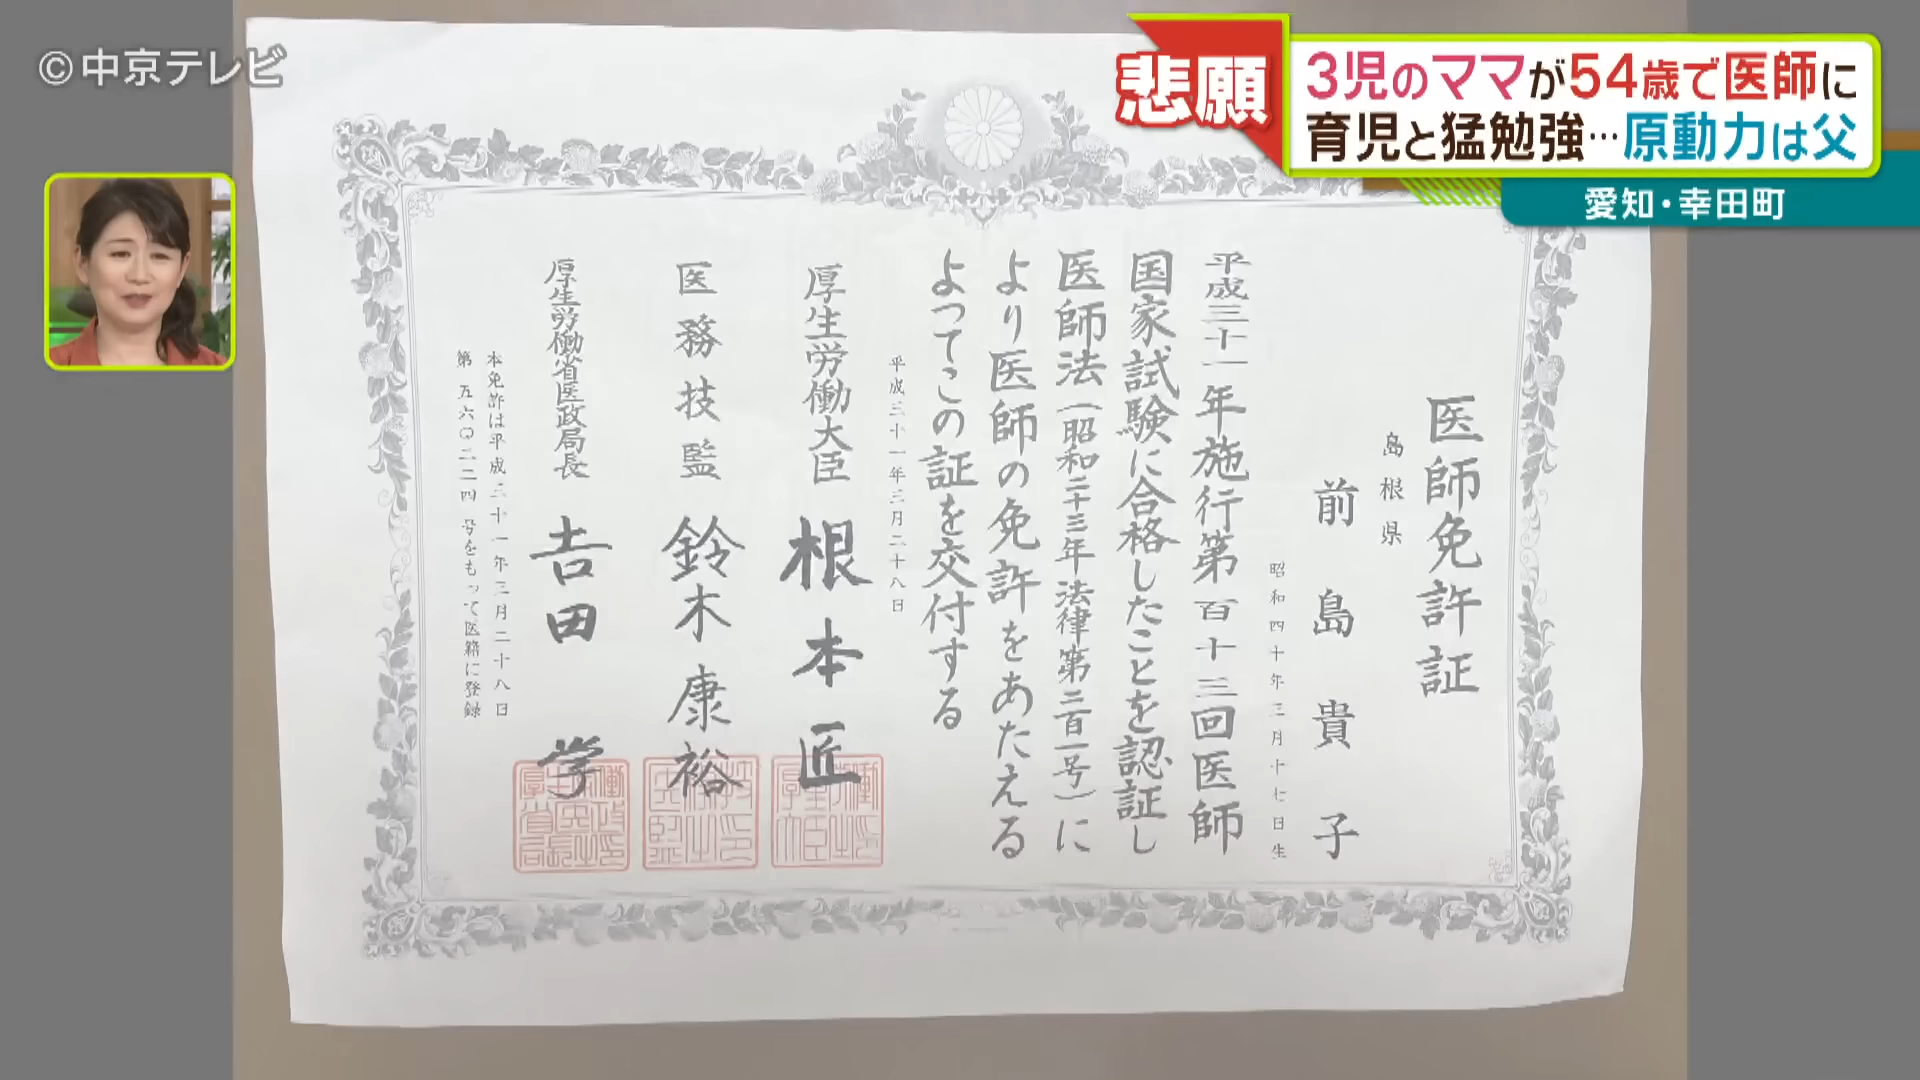 © 中京テレビ
悲願
3児のママが54歳で医師に
育児と猛勉強…原動力は父
愛知・幸田町
医師免許証
島根県
前島貴子
昭和四十年三月十七日生
平成三十一年施行第百十三回医師
国家試験に合格したことを認証し
医師法(昭和二十三年法律第二百一号)に
より医師の免許をあたえる
よつてこの証を交付する
平成三十一年三月二十八日
厚生労働大臣 根本匠
医務技監 鈴木康裕
厚生労働省医政局長 吉田学
本免許は平成三十一年三月二十八日
第五六〇二二四号をもって医籍に登録